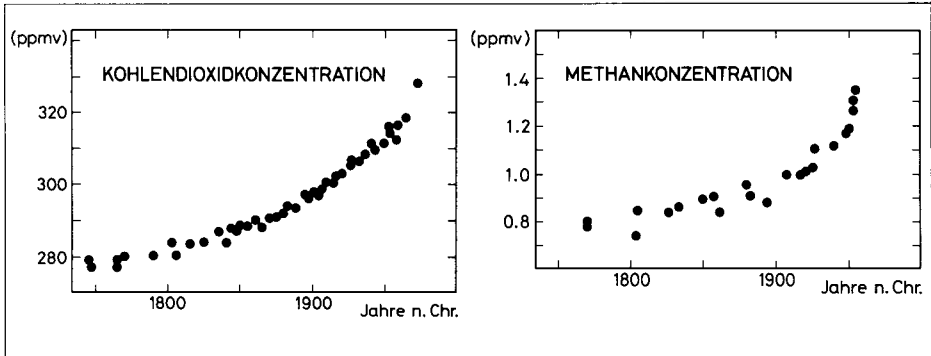 (ppmv)
KOHLENDIOXIDKONZENTRATION
320
300
280
1800
1900
Jahre n. Chr.
(ppmv)
METHANKONZENTRATION
1.4
1.2
1.0
0.8
1800
1900
Jahre n. Chr.